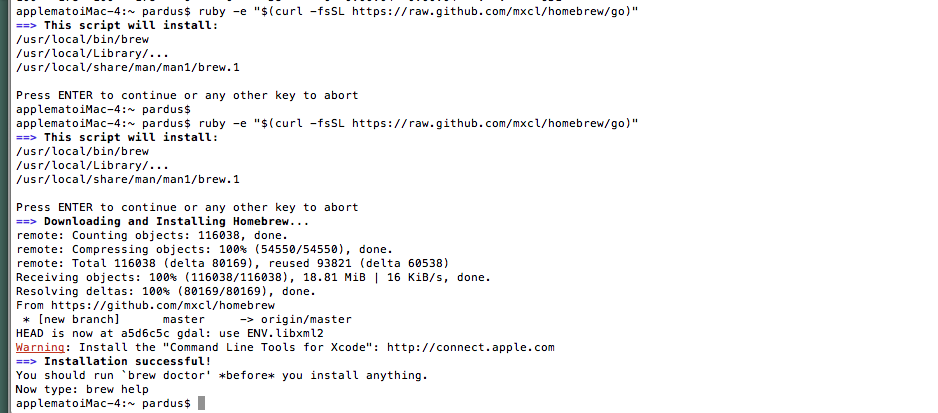 applematoiMac-4:~ pardus$ ruby -e "$(curl -fsSL https://raw.github.com/mxcl/homebrew/go)"
==> This script will install:
/usr/local/bin/brew
/usr/local/Library/...
/usr/local/share/man/man1/brew.1

Press ENTER to continue or any other key to abort
applematoiMac-4:~ pardus$
applematoiMac-4:~ pardus$ ruby -e "$(curl -fsSL https://raw.github.com/mxcl/homebrew/go)"
==> This script will install:
/usr/local/bin/brew
/usr/local/Library/...
/usr/local/share/man/man1/brew.1

Press ENTER to continue or any other key to abort
==> Downloading and Installing Homebrew...
remote: Counting objects: 116038, done.
remote: Compressing objects: 100% (54550/54550), done.
remote: Total 116038 (delta 80169), reused 93821 (delta 60538)
Receiving objects: 100% (116038/116038), 18.81 MiB | 16 KiB/s, done.
Resolving deltas: 100% (80169/80169), done.
From https://github.com/mxcl/homebrew
 * [new branch]      master     -> origin/master
HEAD is now at a5d6c5c gdal: use ENV.libxml2
Warning: Install the "Command Line Tools for Xcode": http://connect.apple.com
==> Installation successful!
You should run `brew doctor' *before* you install anything.
Now type: brew help
applematoiMac-4:~ pardus$